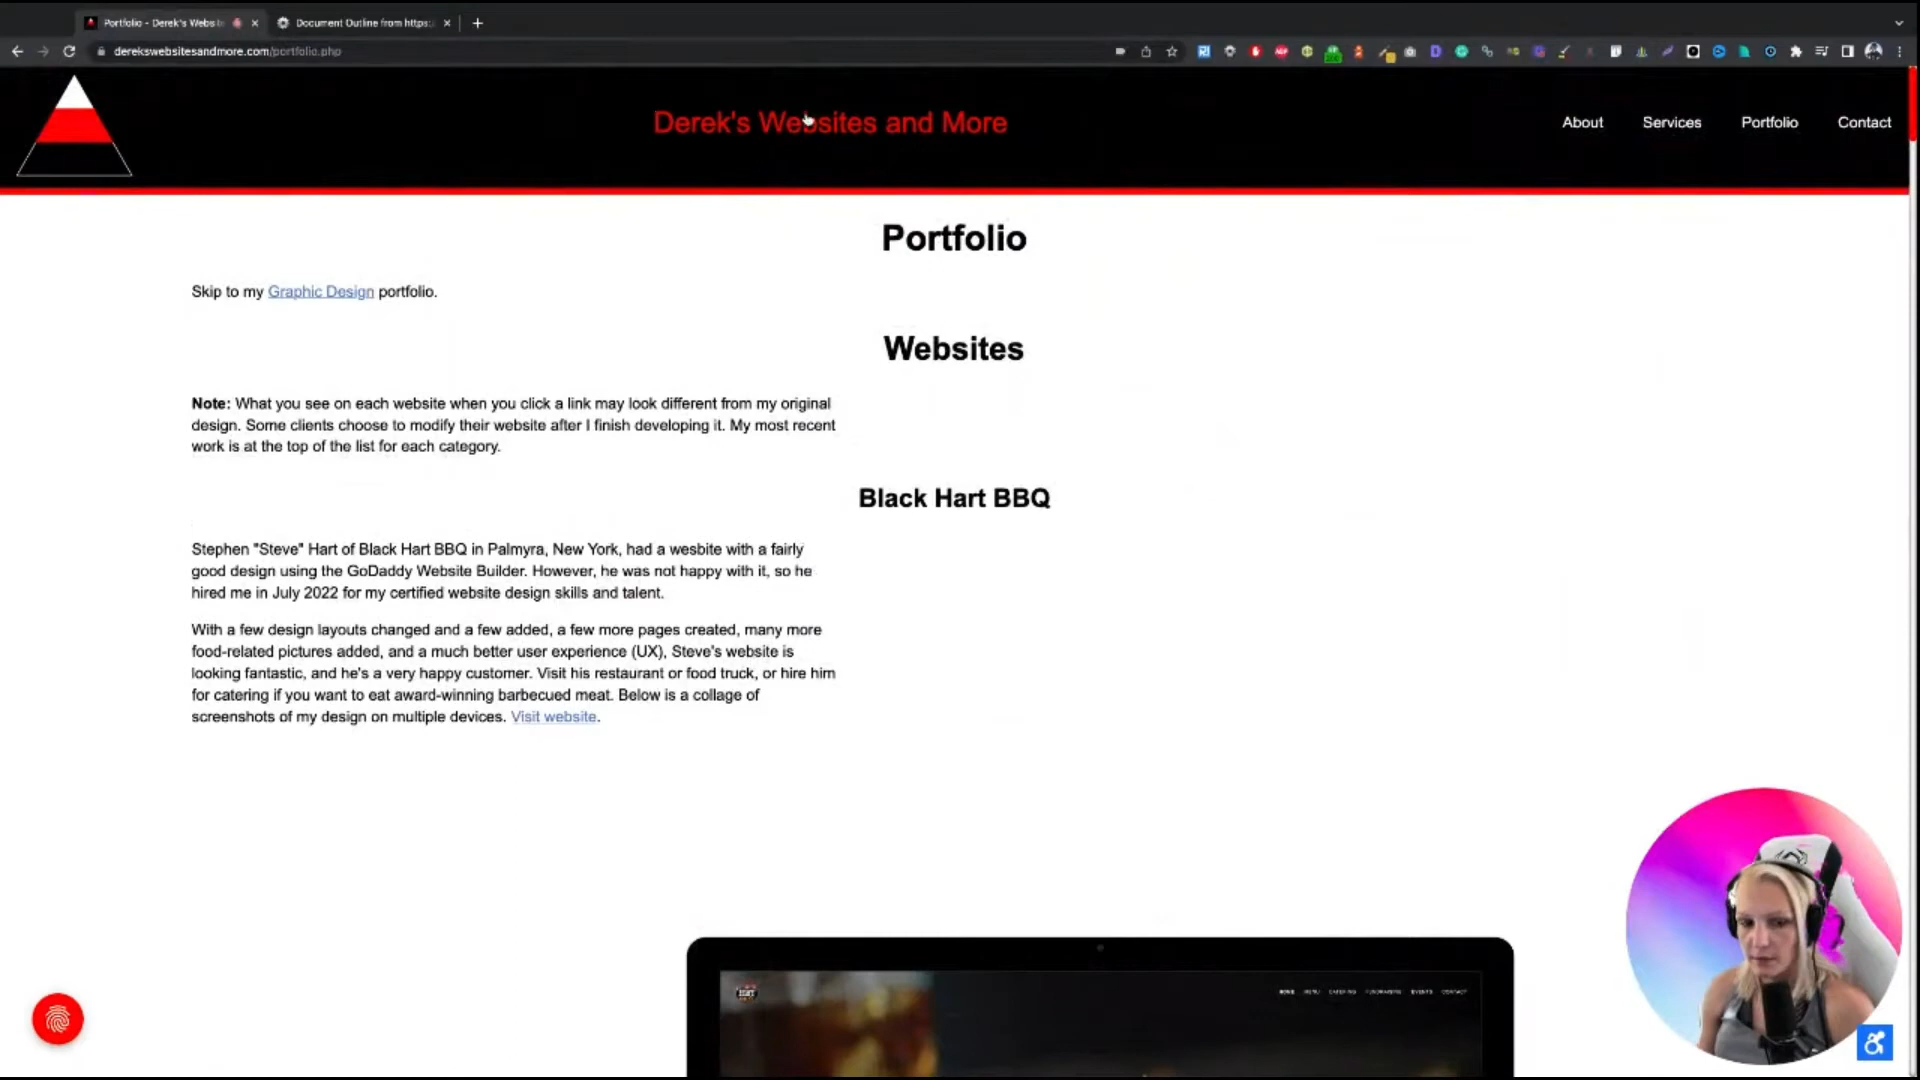 Portfolio - Derek's Webs
Document Outline from https:
derekswebsitesandmore.com/portfolio.php
Derek's Websites and More
About
Services
Portfolio
Contact
Portfolio
Skip to my Graphic Design portfolio.
Websites
Note: What you see on each website when you click a link may look different from my original
design. Some clients choose to modify their website after I finish developing it. My most recent
work is at the top of the list for each category.
Black Hart BBQ
Stephen "Steve" Hart of Black Hart BBQ in Palmyra, New York, had a wesbite with a fairly
good design using the GoDaddy Website Builder. However, he was not happy with it, so he
hired me in July 2022 for my certified website design skills and talent.
With a few design layouts changed and a few added, a few more pages created, many more
food-related pictures added, and a much better user experience (UX), Steve's website is
looking fantastic, and he's a very happy customer. Visit his restaurant or food truck, or hire him
for catering if you want to eat award-winning barbecued meat. Below is a collage of
screenshots of my design on multiple devices. Visit website.
HOME
MENU
CATERING
FUNDRAISING
EVENTS
CONTACT